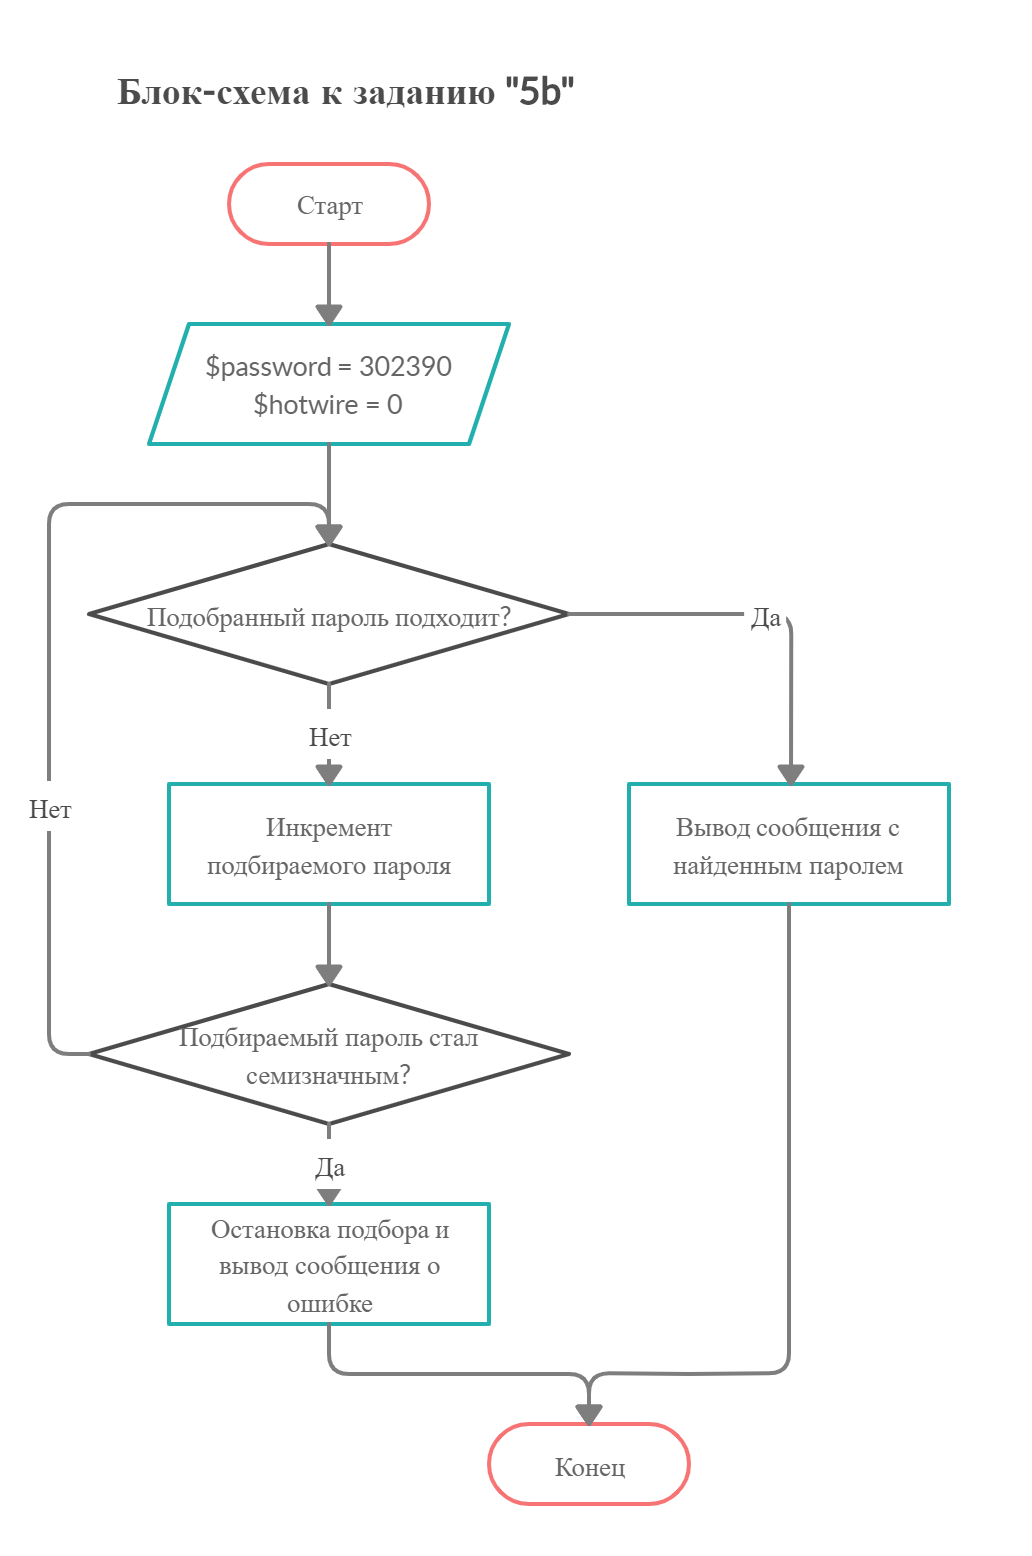 Блок-схема к заданию "5b"
Старт
$password = 302390
$hotwire = 0
Подобранный пароль подходит?
Да
Нет
Нет
Инкремент
подбираемого пароля
Вывод сообщения с
найденным паролем
Подбираемый пароль стал
семизначным?
Да
Остановка подбора и
вывод сообщения о
ошибке
Конец